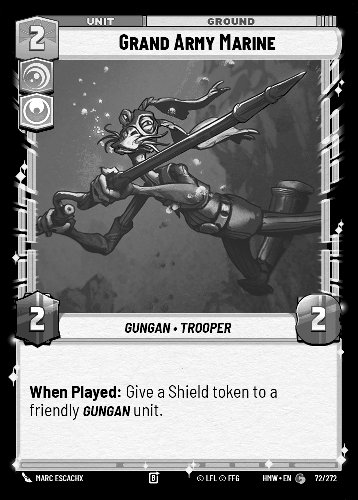 UNIT
GROUND
2
GRAND ARMY MARINE
2
2
GUNGAN • TROOPER
When Played: Give a Shield token to a
friendly GUNGAN unit.
MARC ESCACHX
© LFL © FFG
HMW • EN
72/272